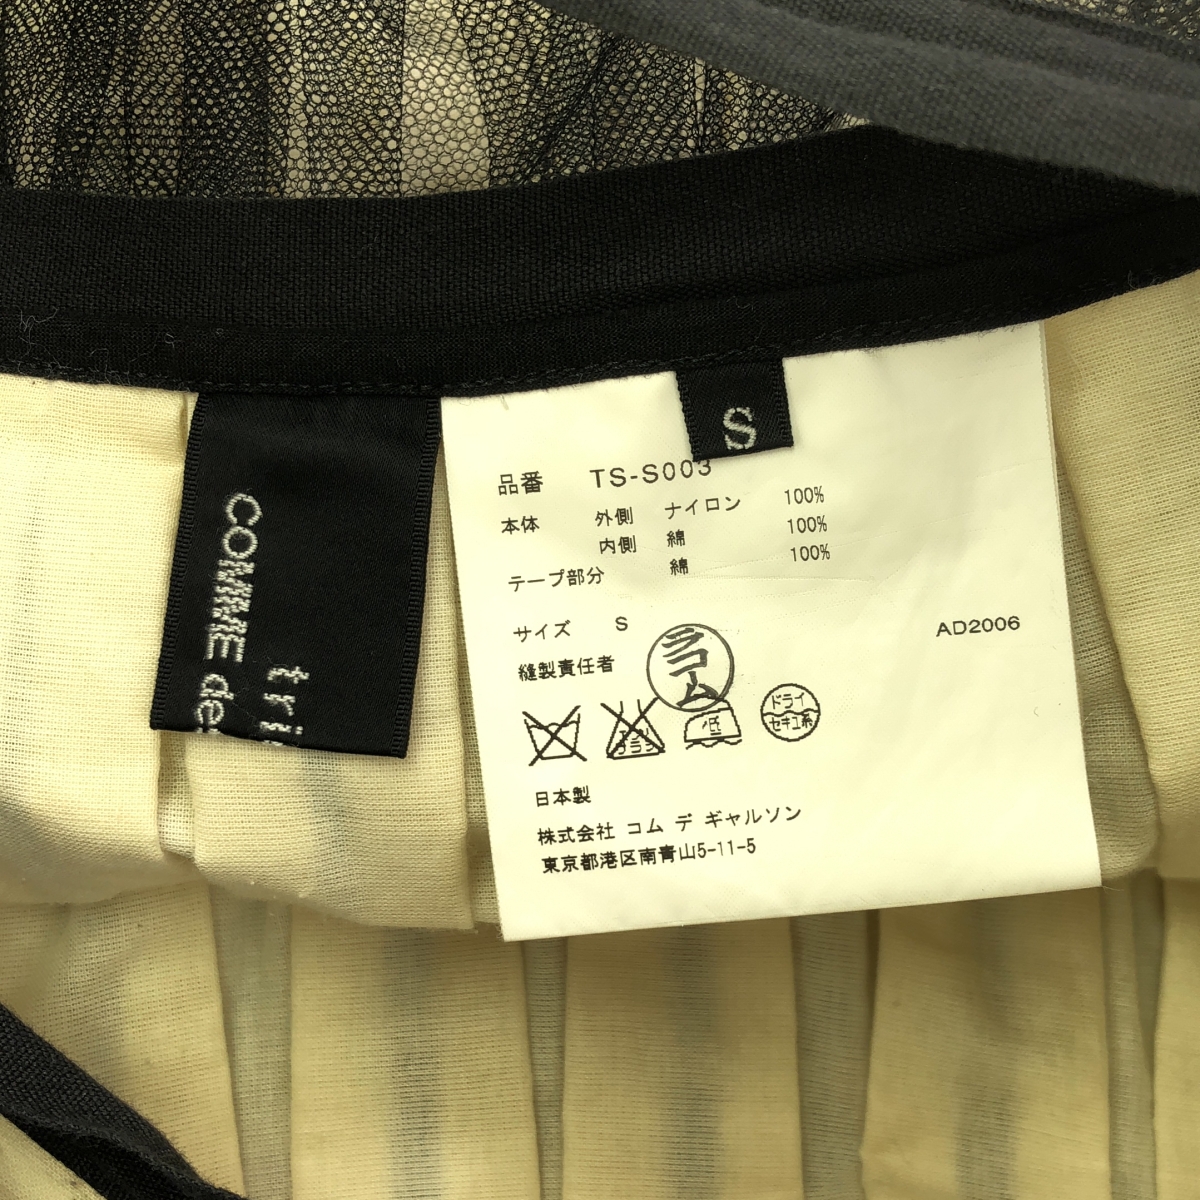 S
品番 TS-S003
本体 外側 ナイロン 100%
内側 綿 100%
テープ部分 綿 100%
サイズ S
縫製責任者 ラコム
AD2006
低
ドライ
セキユ系
日本製
株式会社 コム デ ギャルソン
東京都港区南青山5-11-5
tri
COMME des